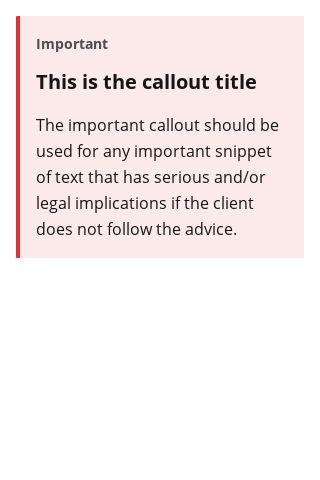 Important
This is the callout title
The important callout should be
used for any important snippet
of text that has serious and/or
legal implications if the client
does not follow the advice.